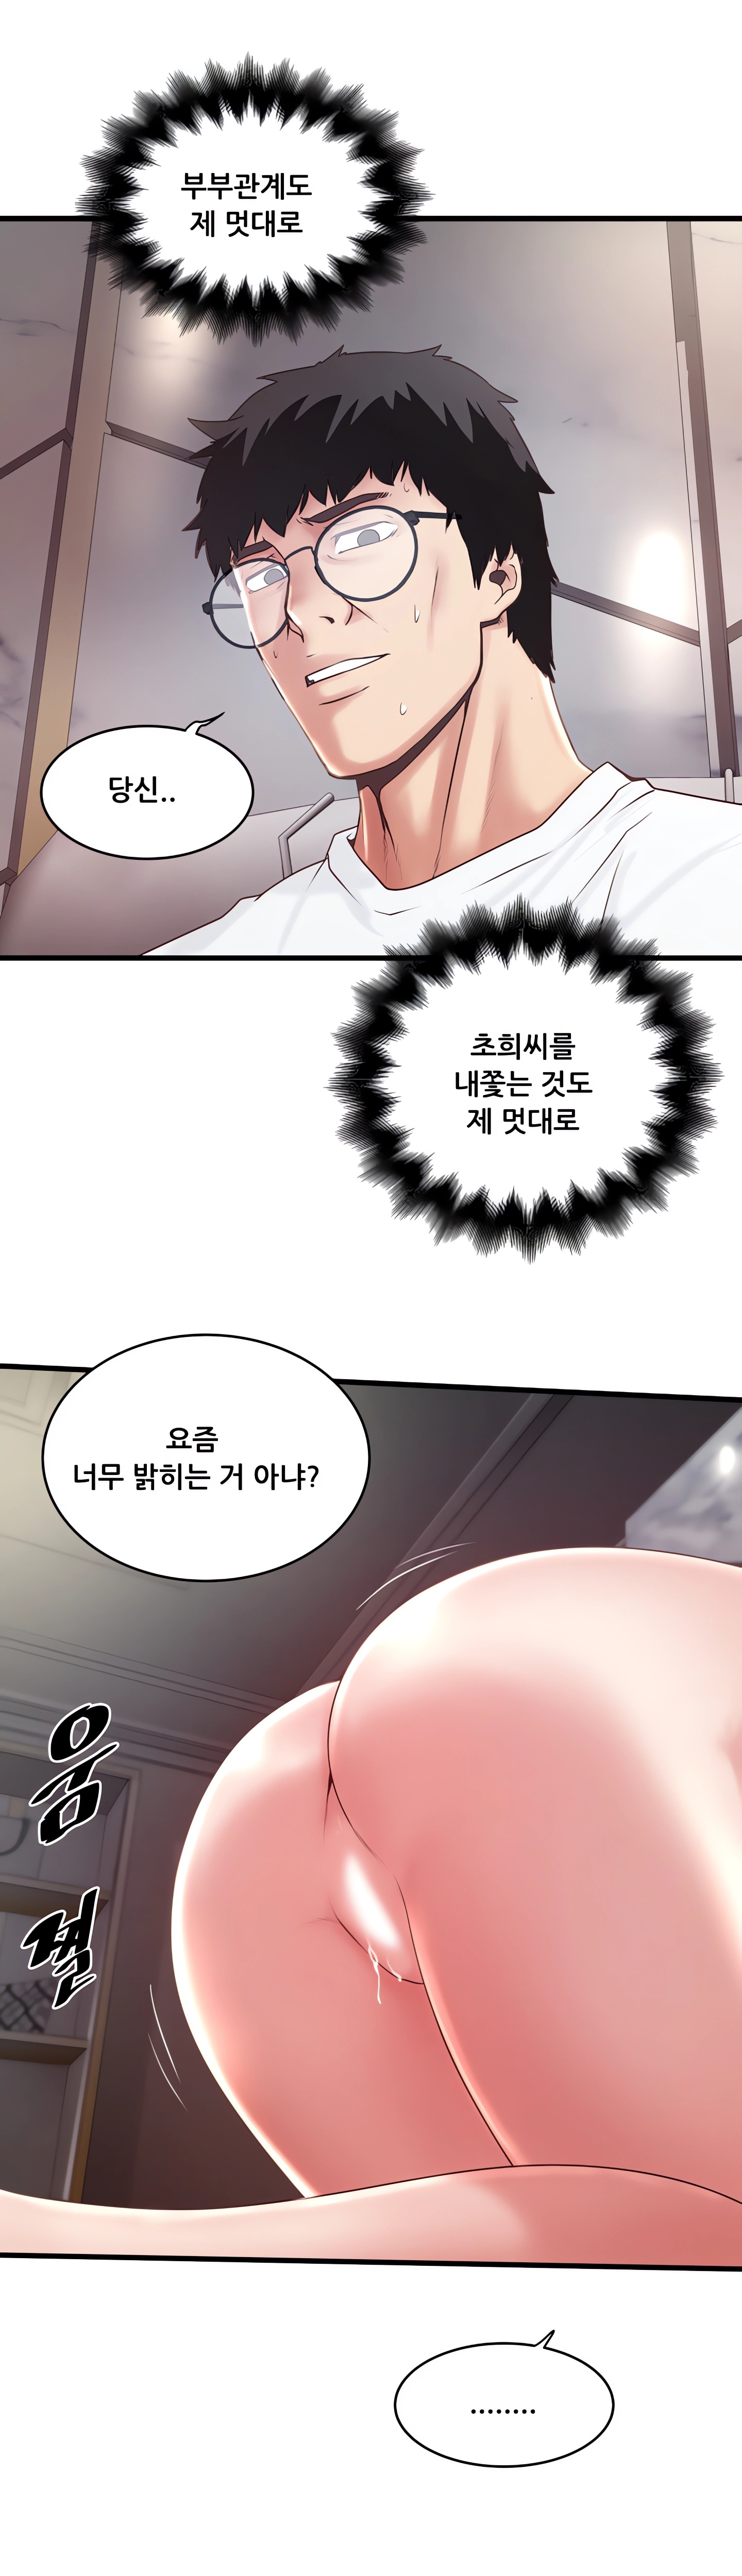 부부관계도
제 멋대로
당신..
초희씨를
내쫓는 것도
제 멋대로
요즘
너무 밝히는 거 아냐?
움
찔
........